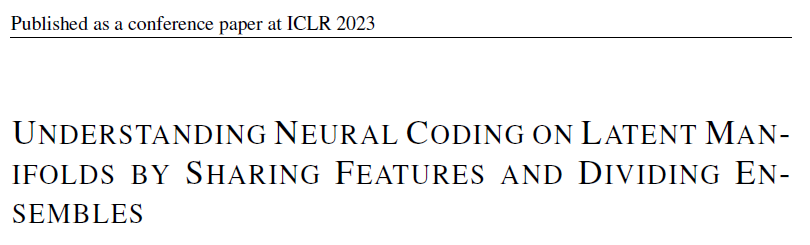 Published as a conference paper at ICLR 2023
UNDERSTANDING NEURAL CODING ON LATENT MAN-
IFOLDS BY SHARING FEATURES AND DIVIDING EN-
SEMBLES